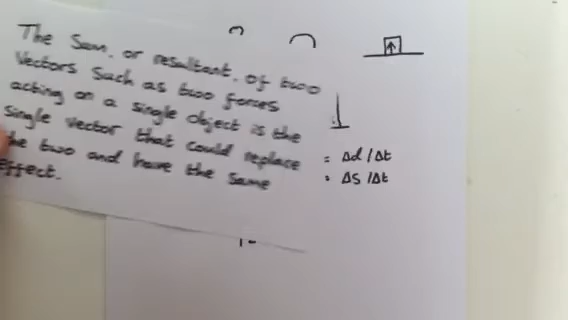 The Sum, or resultant, of two
Vectors Such as two forces
acting on a single object is the
single vector that could replace
the two and have the same
effect.
= Δd/Δt
= Δs/Δt